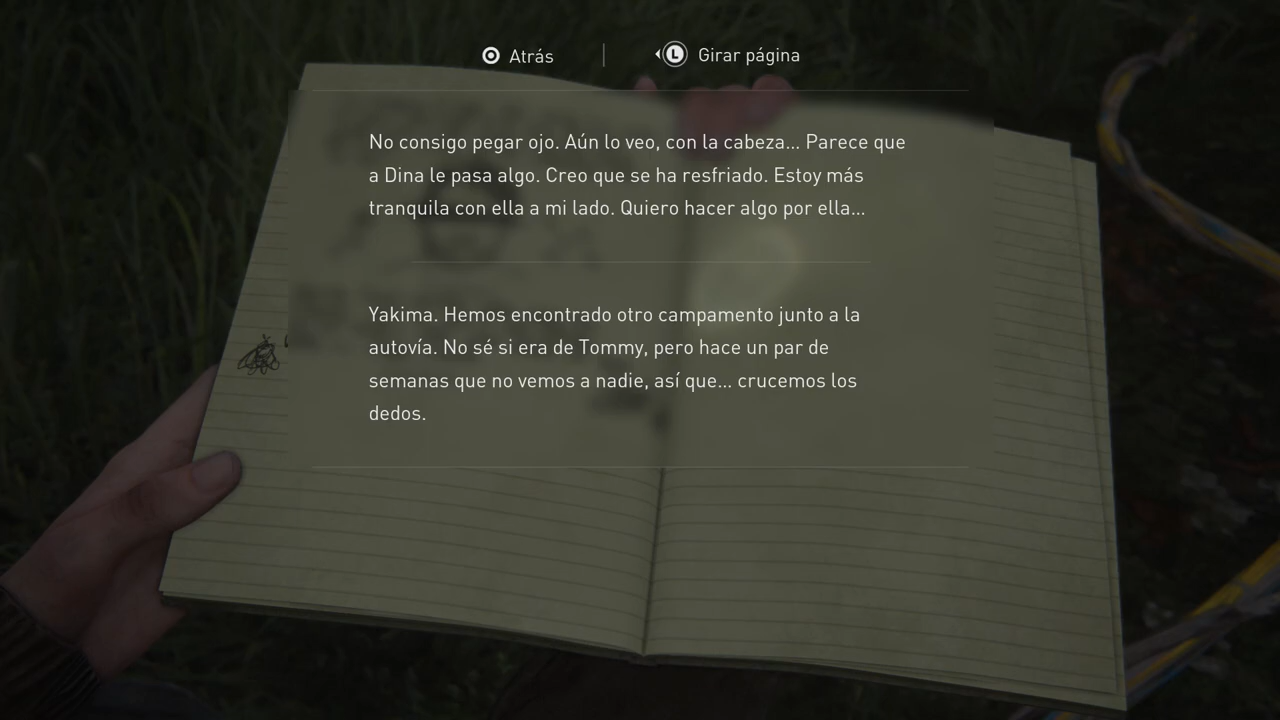 Atrás
L Girar página
No consigo pegar ojo. Aún lo veo, con la cabeza... Parece que
a Dina le pasa algo. Creo que se ha resfriado. Estoy más
tranquila con ella a mi lado. Quiero hacer algo por ella...
Yakima. Hemos encontrado otro campamento junto a la
autovía. No sé si era de Tommy, pero hace un par de
semanas que no vemos a nadie, así que... crucemos los
dedos.